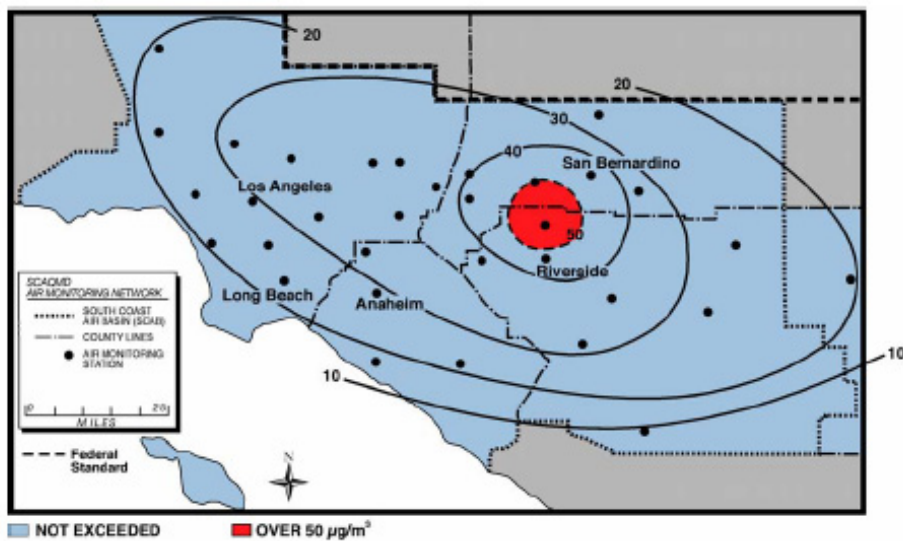 20
20
30
40
San Bernardino
Los Angeles
50
Riverside
SCAQMD
AIR MONITORING NETWORK
SOUTH COAST
AIR BASIN (SCAB)
COUNTY LINES
AIR MONITORING
STATION
0 20
MILES
Long Beach
Anaheim
10
10
Federal
Standard
N
NOT EXCEEDED
OVER 50 µg/m³